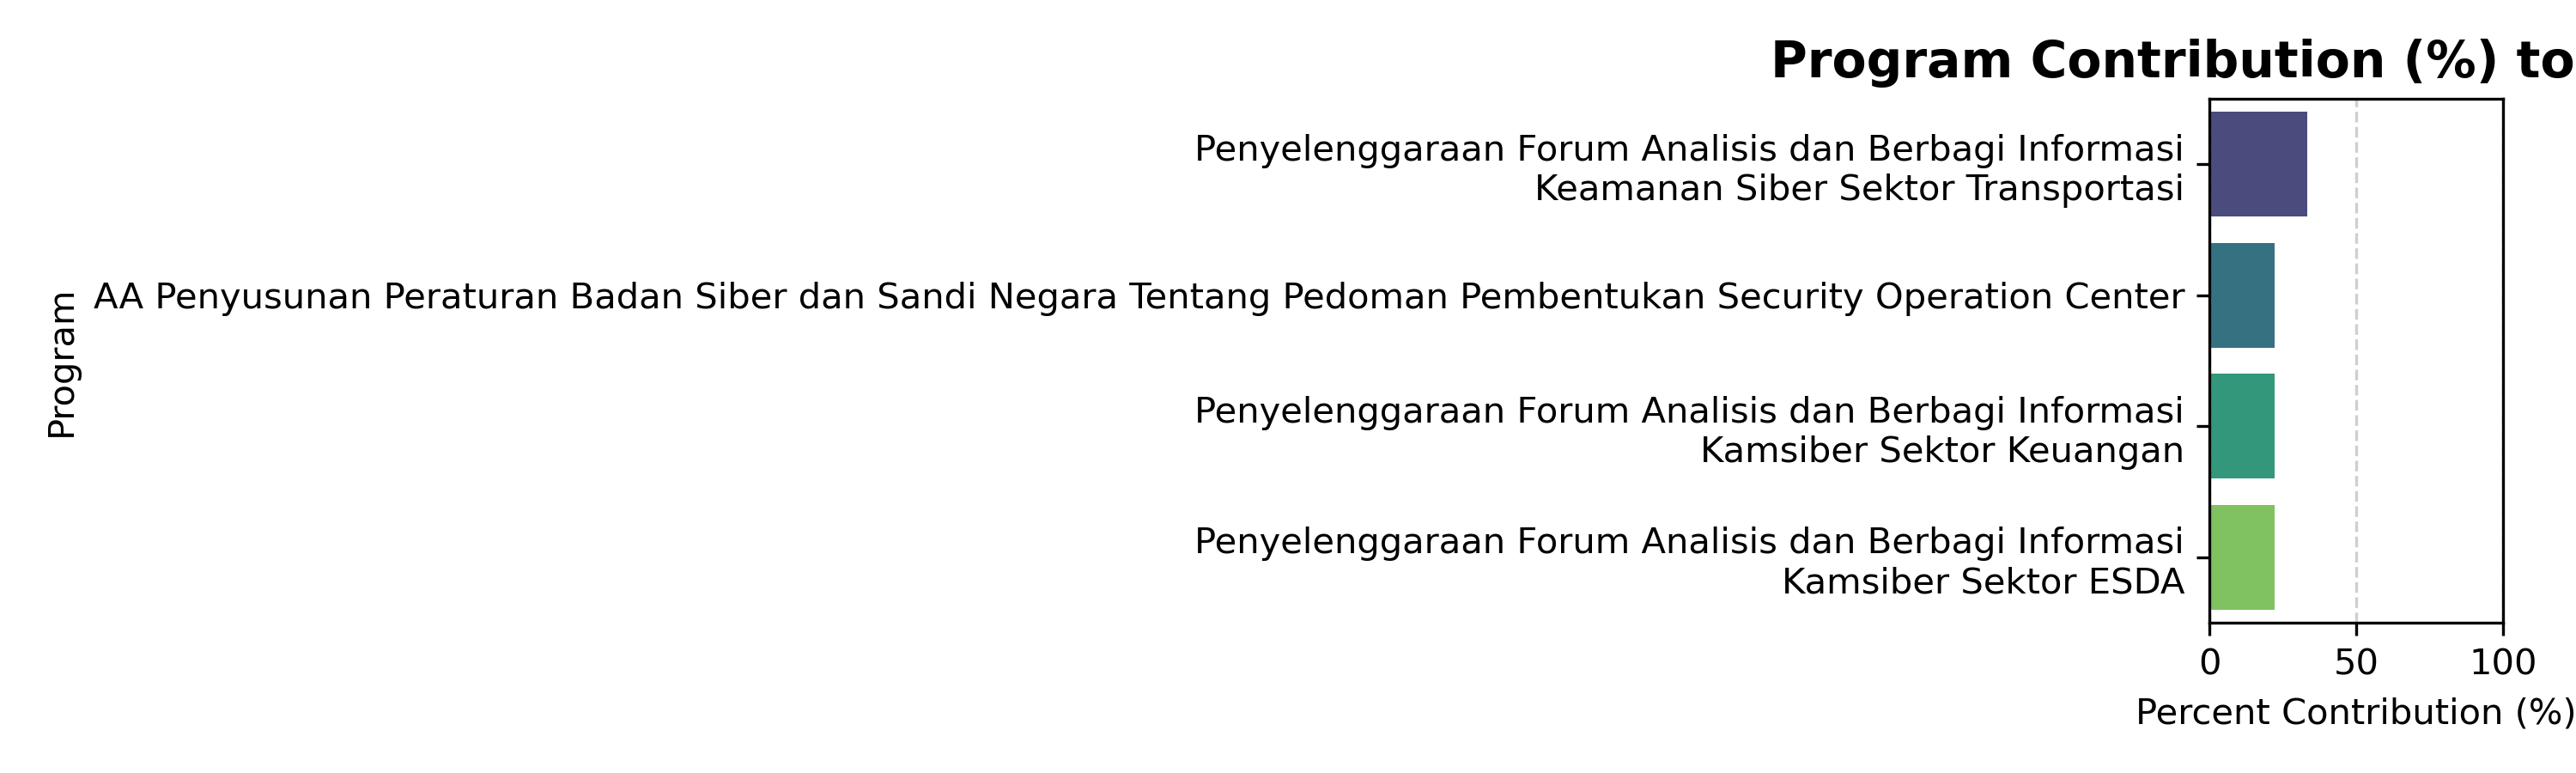 Program Contribution (%) to
Penyelenggaraan Forum Analisis dan Berbagi Informasi
Keamanan Siber Sektor Transportasi
AA Penyusunan Peraturan Badan Siber dan Sandi Negara Tentang Pedoman Pembentukan Security Operation Center
Penyelenggaraan Forum Analisis dan Berbagi Informasi
Kamsiber Sektor Keuangan
Penyelenggaraan Forum Analisis dan Berbagi Informasi
Kamsiber Sektor ESDA
Program
0 50 100
Percent Contribution (%)